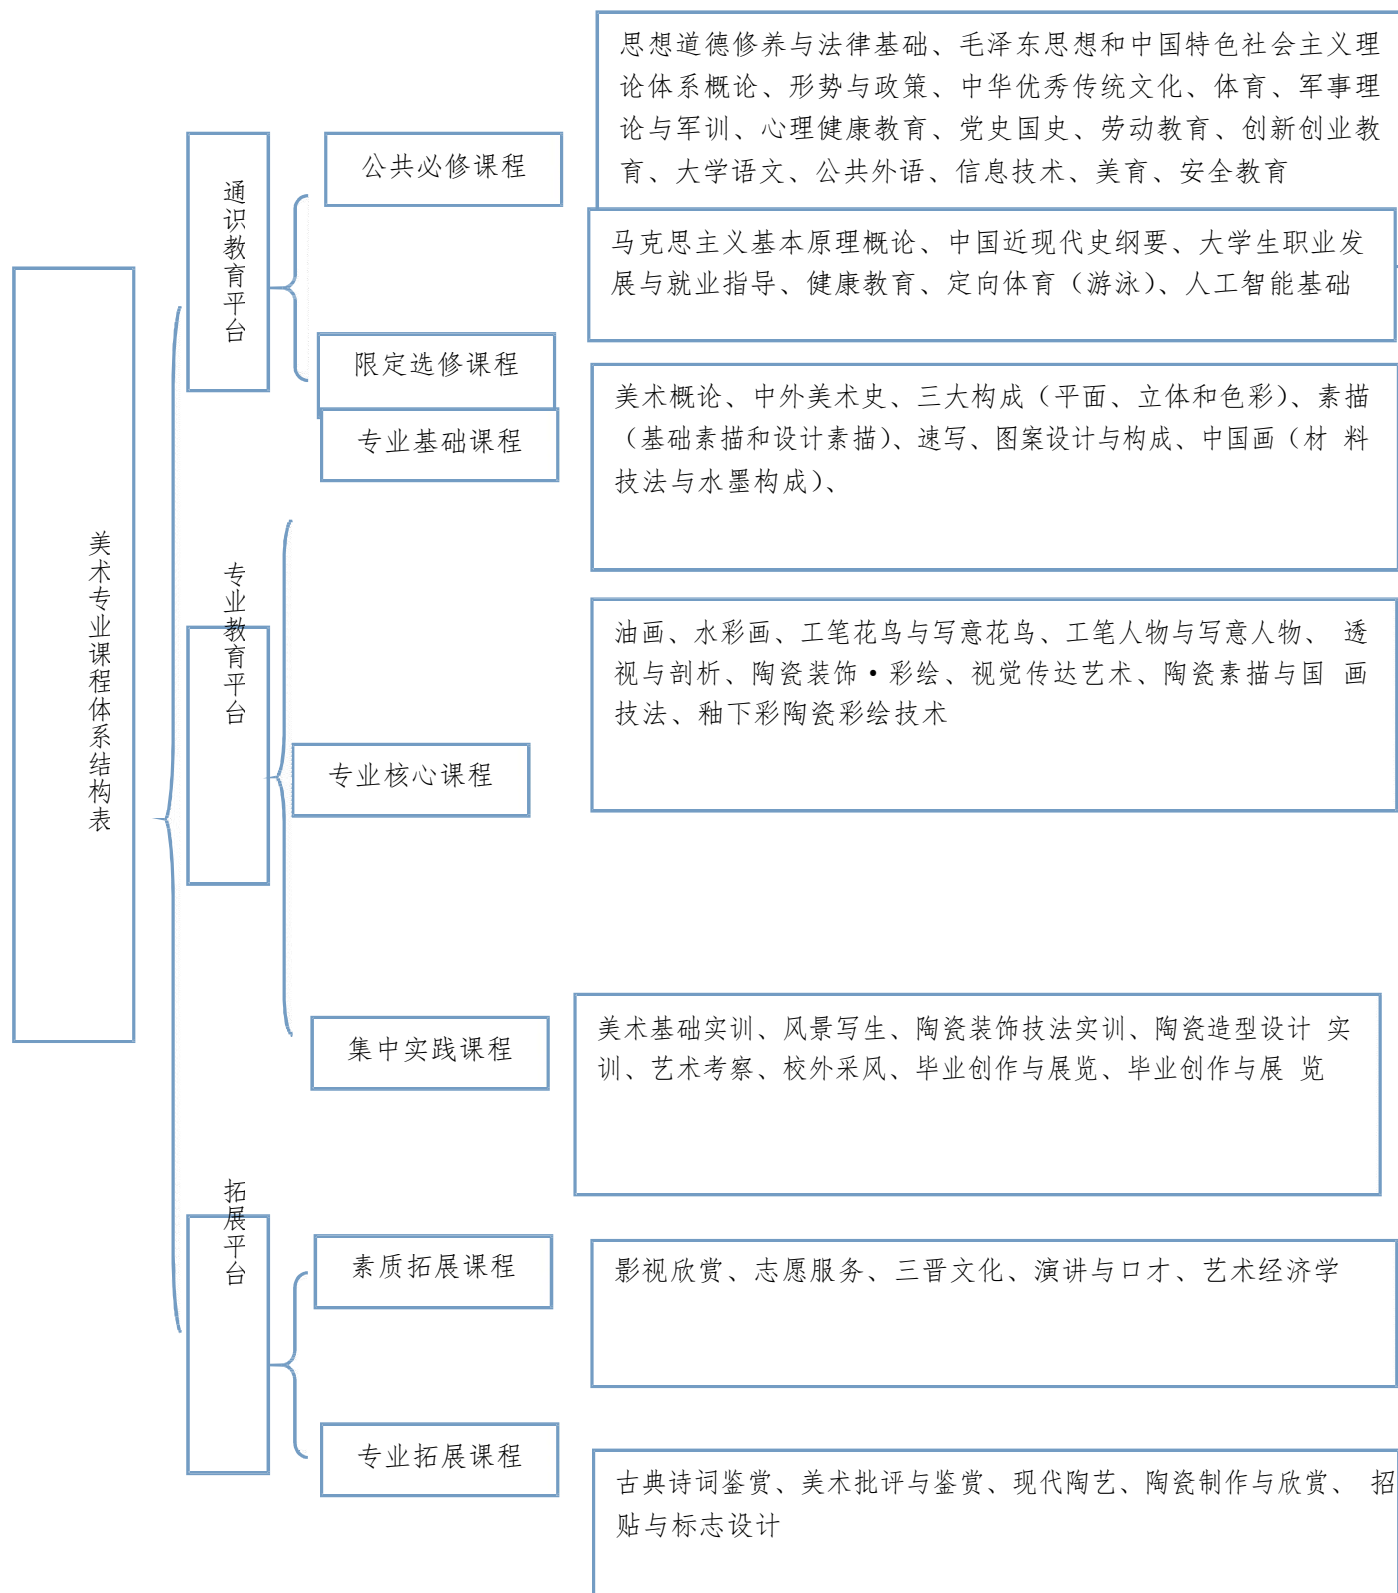 美术专业课程体系结构表
通识教育平台
公共必修课程
思想道德修养与法律基础、毛泽东思想和中国特色社会主义理
论体系概论、形势与政策、中华优秀传统文化、体育、军事理
论与军训、心理健康教育、党史国史、劳动教育、创新创业教
育、大学语文、公共外语、信息技术、美育、安全教育
限定选修课程
马克思主义基本原理概论、中国近现代史纲要、大学生职业发
展与就业指导、健康教育、定向体育（游泳）、人工智能基础
专业教育平台
专业基础课程
美术概论、中外美术史、三大构成（平面、立体和色彩）、素描
（基础素描和设计素描）、速写、图案设计与构成、中国画（材 料
技法与水墨构成）、
专业核心课程
油画、水彩画、工笔花鸟与写意花鸟、工笔人物与写意人物、 透
视与剖析、陶瓷装饰·彩绘、视觉传达艺术、陶瓷素描与国 画
技法、釉下彩陶瓷彩绘技术
集中实践课程
美术基础实训、风景写生、陶瓷装饰技法实训、陶瓷造型设计 实
训、艺术考察、校外采风、毕业创作与展览、毕业创作与展 览
拓展平台
素质拓展课程
影视欣赏、志愿服务、三晋文化、演讲与口才、艺术经济学
专业拓展课程
古典诗词鉴赏、美术批评与鉴赏、现代陶艺、陶瓷制作与欣赏、 招
贴与标志设计